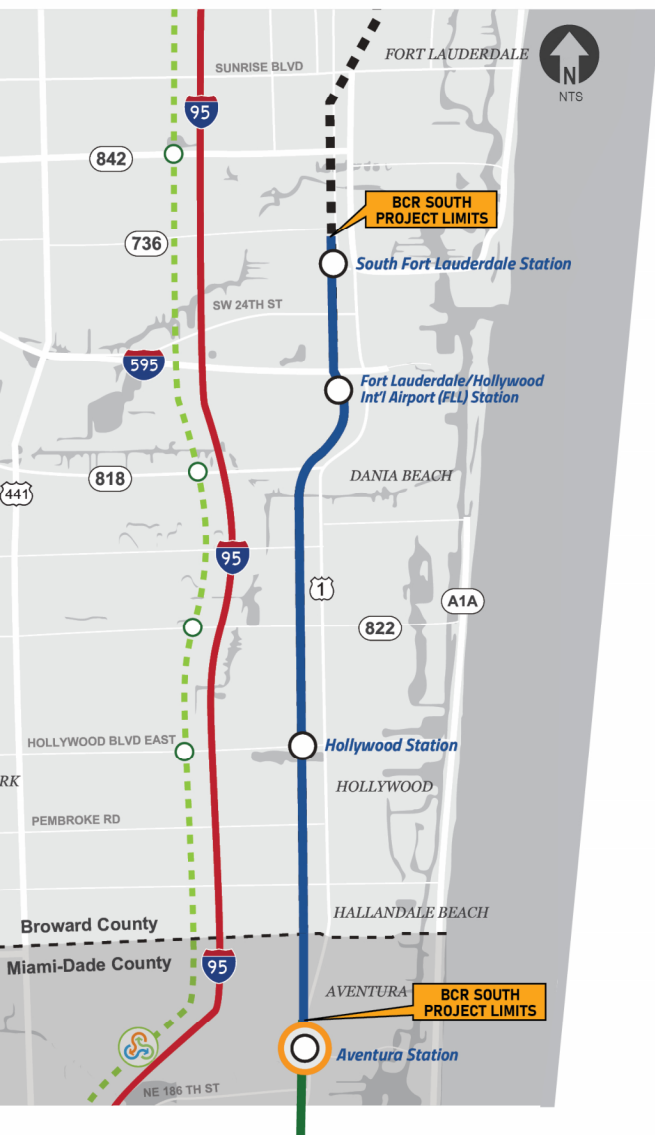 FORT LAUDERDALE
N
NTS
SUNRISE BLVD
95
842
BCR SOUTH
PROJECT LIMITS
736
South Fort Lauderdale Station
SW 24TH ST
595
Fort Lauderdale/Hollywood
Int'l Airport (FLL) Station
818
DANIA BEACH
441
95
1
A1A
822
HOLLYWOOD BLVD EAST
Hollywood Station
RK
HOLLYWOOD
PEMBROKE RD
HALLANDALE BEACH
Broward County
Miami-Dade County
95
AVENTURA
BCR SOUTH
PROJECT LIMITS
Aventura Station
NE 186 TH ST